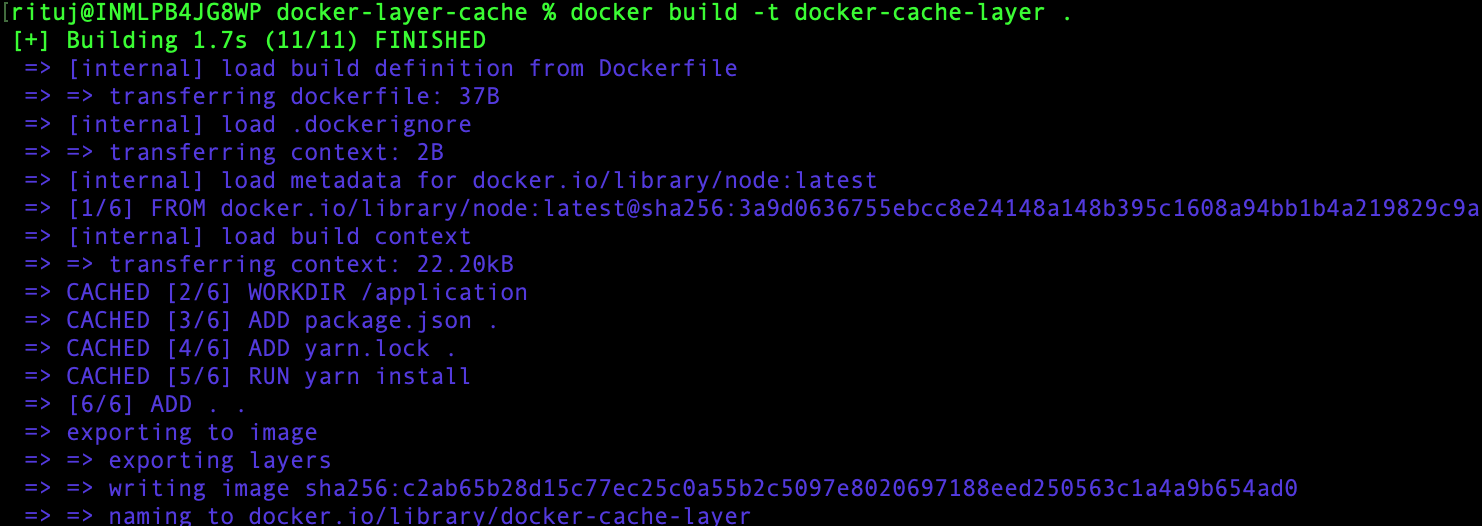 [rituj@INMLPB4JG8WP docker-layer-cache % docker build -t docker-cache-layer .
[+] Building 1.7s (11/11) FINISHED
=> [internal] load build definition from Dockerfile
=> => transferring dockerfile: 37B
=> [internal] load .dockerignore
=> => transferring context: 2B
=> [internal] load metadata for docker.io/library/node:latest
=> [1/6] FROM docker.io/library/node:latest@sha256:3a9d0636755ebcc8e24148a148b395c1608a94bb1b4a219829c9a
=> [internal] load build context
=> => transferring context: 22.20kB
=> CACHED [2/6] WORKDIR /application
=> CACHED [3/6] ADD package.json .
=> CACHED [4/6] ADD yarn.lock .
=> CACHED [5/6] RUN yarn install
=> [6/6] ADD . .
=> exporting to image
=> => exporting layers
=> => writing image sha256:c2ab65b28d15c77ec25c0a55b2c5097e8020697188eed250563c1a4a9b654ad0
=> => naming to docker.io/library/docker-cache-layer